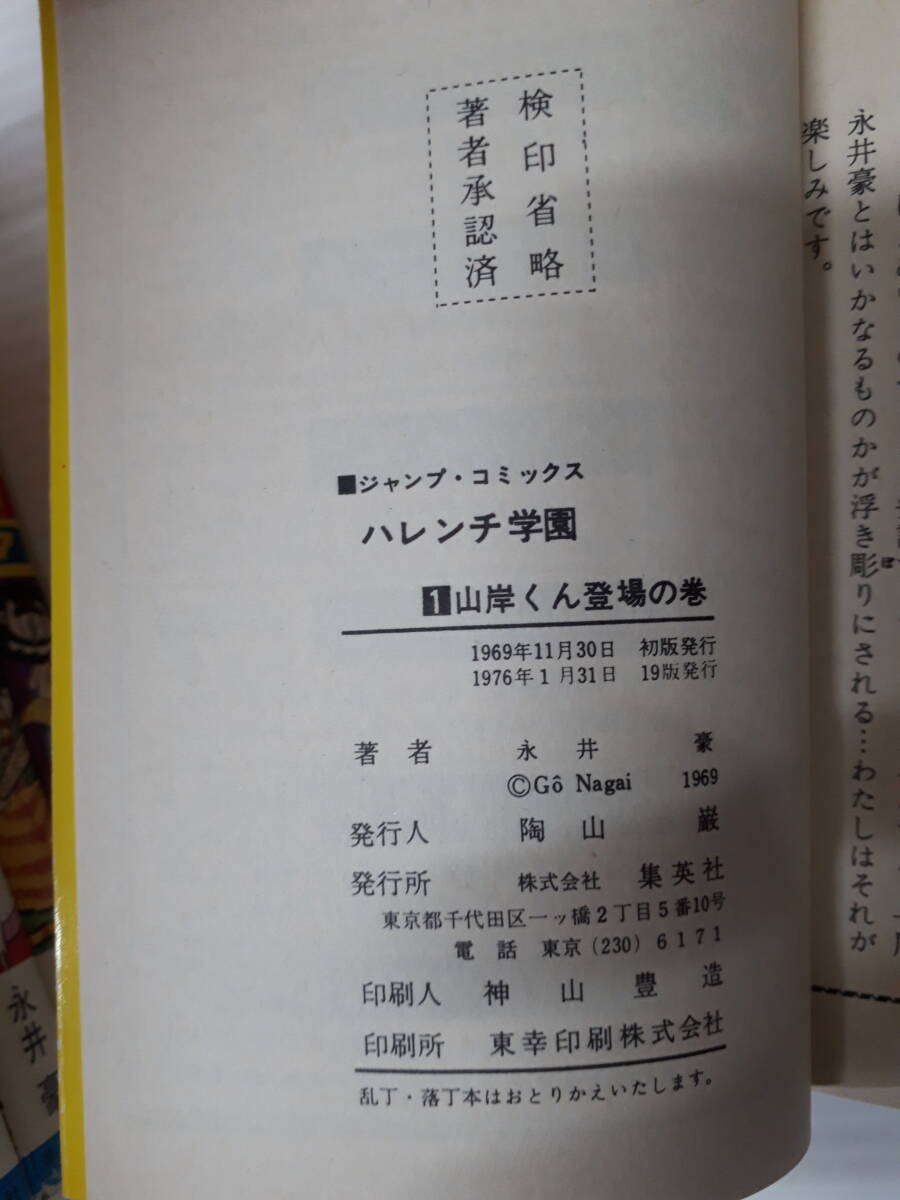 検印省略
著者承認済
■ジャンプ・コミックス
ハレンチ学園
1山岸くん登場の巻
1969年11月30日 初版発行
1976年1月31日 19版発行
著者 永井豪
©Gô Nagai 1969
発行人 陶山巌
発行所 株式会社 集英社
東京都千代田区一ッ橋2丁目5番10号
電話 東京(230)6171
印刷人 神山豊造
印刷所 東幸印刷株式会社
乱丁・落丁本はおとりかえいたします。
永井豪とはいかなるものかが浮き彫りにされる…わたしはそれが
楽しみです。
永井豪